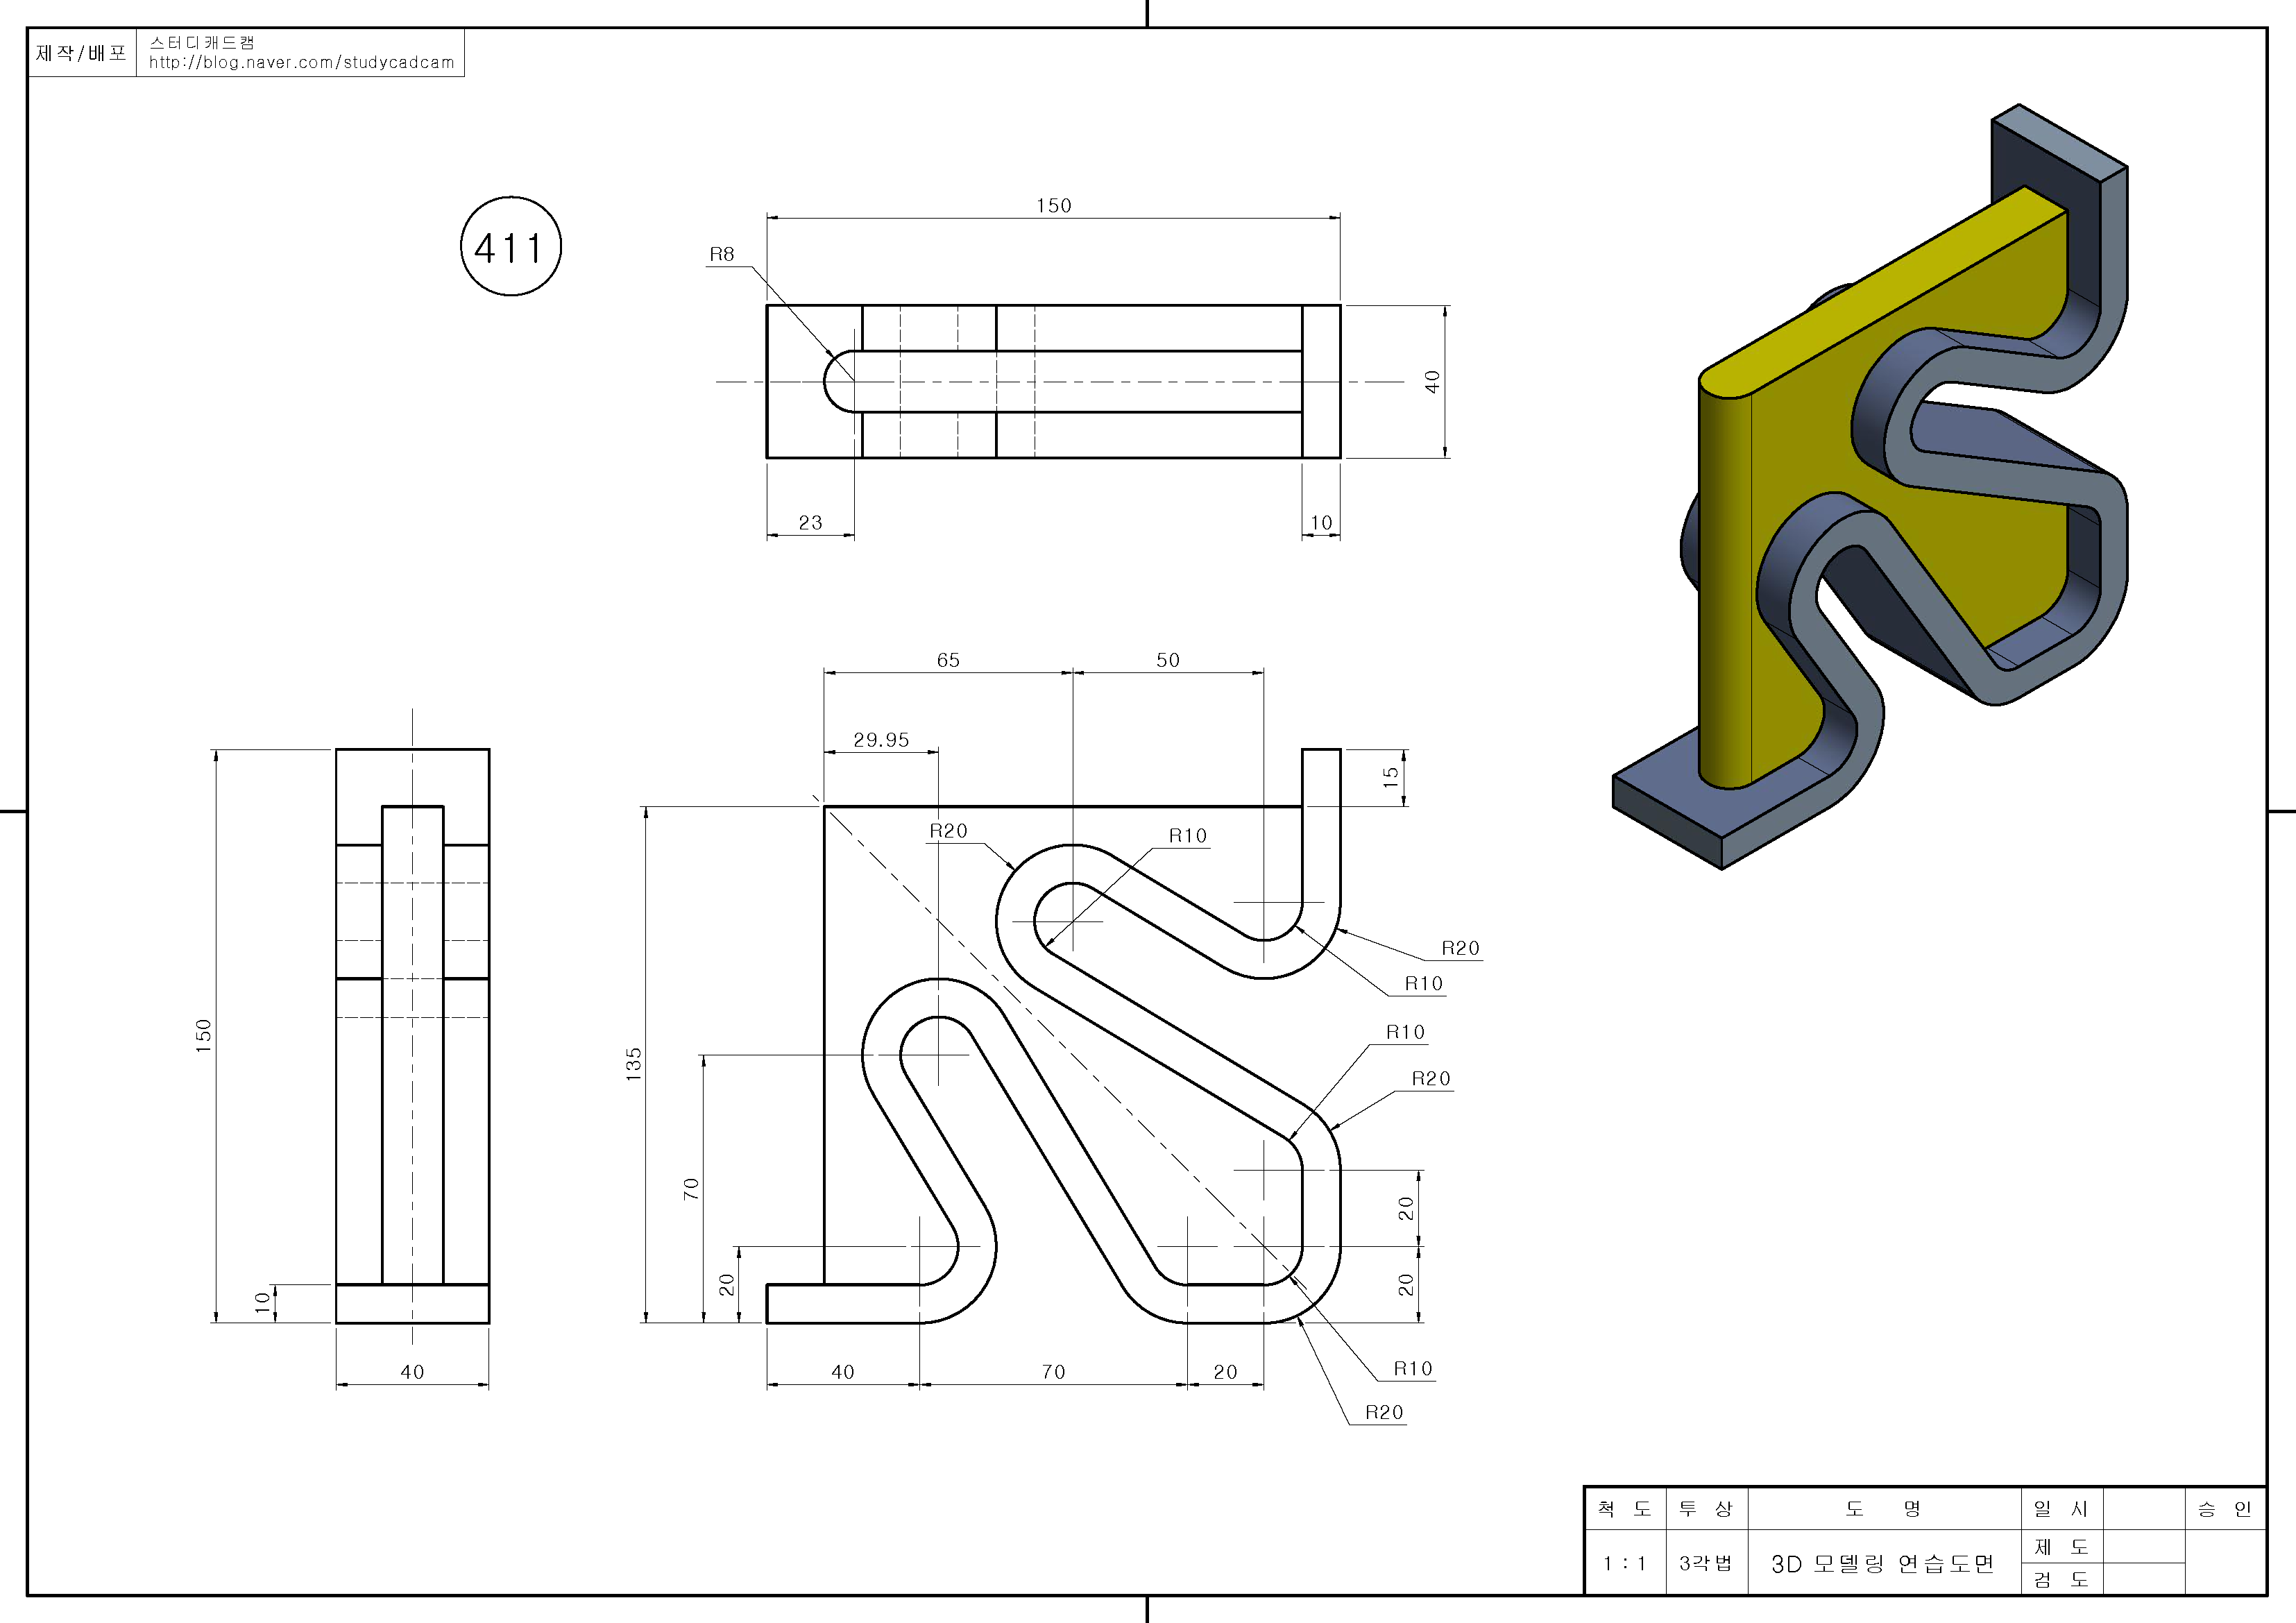 제작/배포
스터디캐드캠
http://blog.naver.com/studycadcam
411
150
R8
40
23
10
65
50
29.95
15
R20
R10
R20
R10
R10
R20
150
135
70
20
10
20
20
40
40
70
20
R10
R20
척 도
투 상
도 명
일 시
승 인
1 : 1
3각법
3D 모델링 연습도면
제 도
검 도